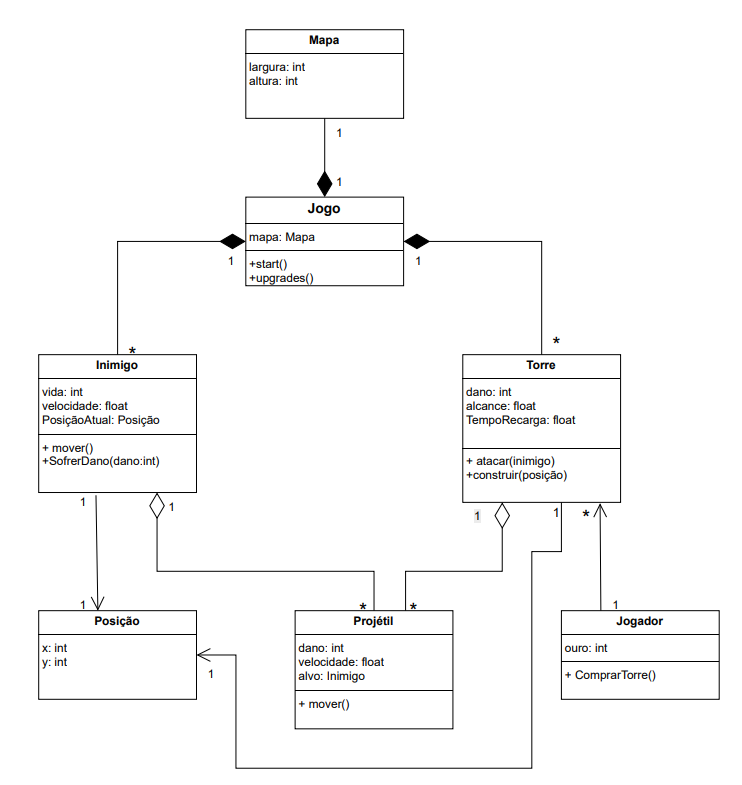 Mapa
largura: int
altura: int
1
1
Jogo
mapa: Mapa
+start()
+upgrades()
1
1
*
*
Inimigo
vida: int
velocidade: float
PosiçãoAtual: Posição
+ mover()
+SofrerDano(dano:int)
Torre
dano: int
alcance: float
TempoRecarga: float
+ atacar(inimigo)
+construir(posição)
1
1
1
1
*
1
*
*
1
Posição
x: int
y: int
1
Projétil
dano: int
velocidade: float
alvo: Inimigo
+ mover()
Jogador
ouro: int
+ ComprarTorre()